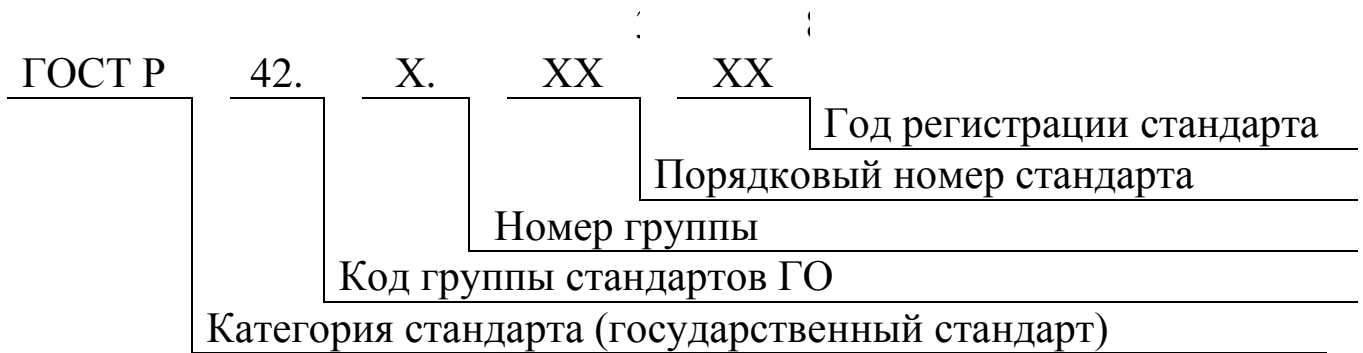 ГОСТ Р 42. Х. ХХ ХХ
Год регистрации стандарта
Порядковый номер стандарта
Номер группы
Код группы стандартов ГО
Категория стандарта (государственный стандарт)